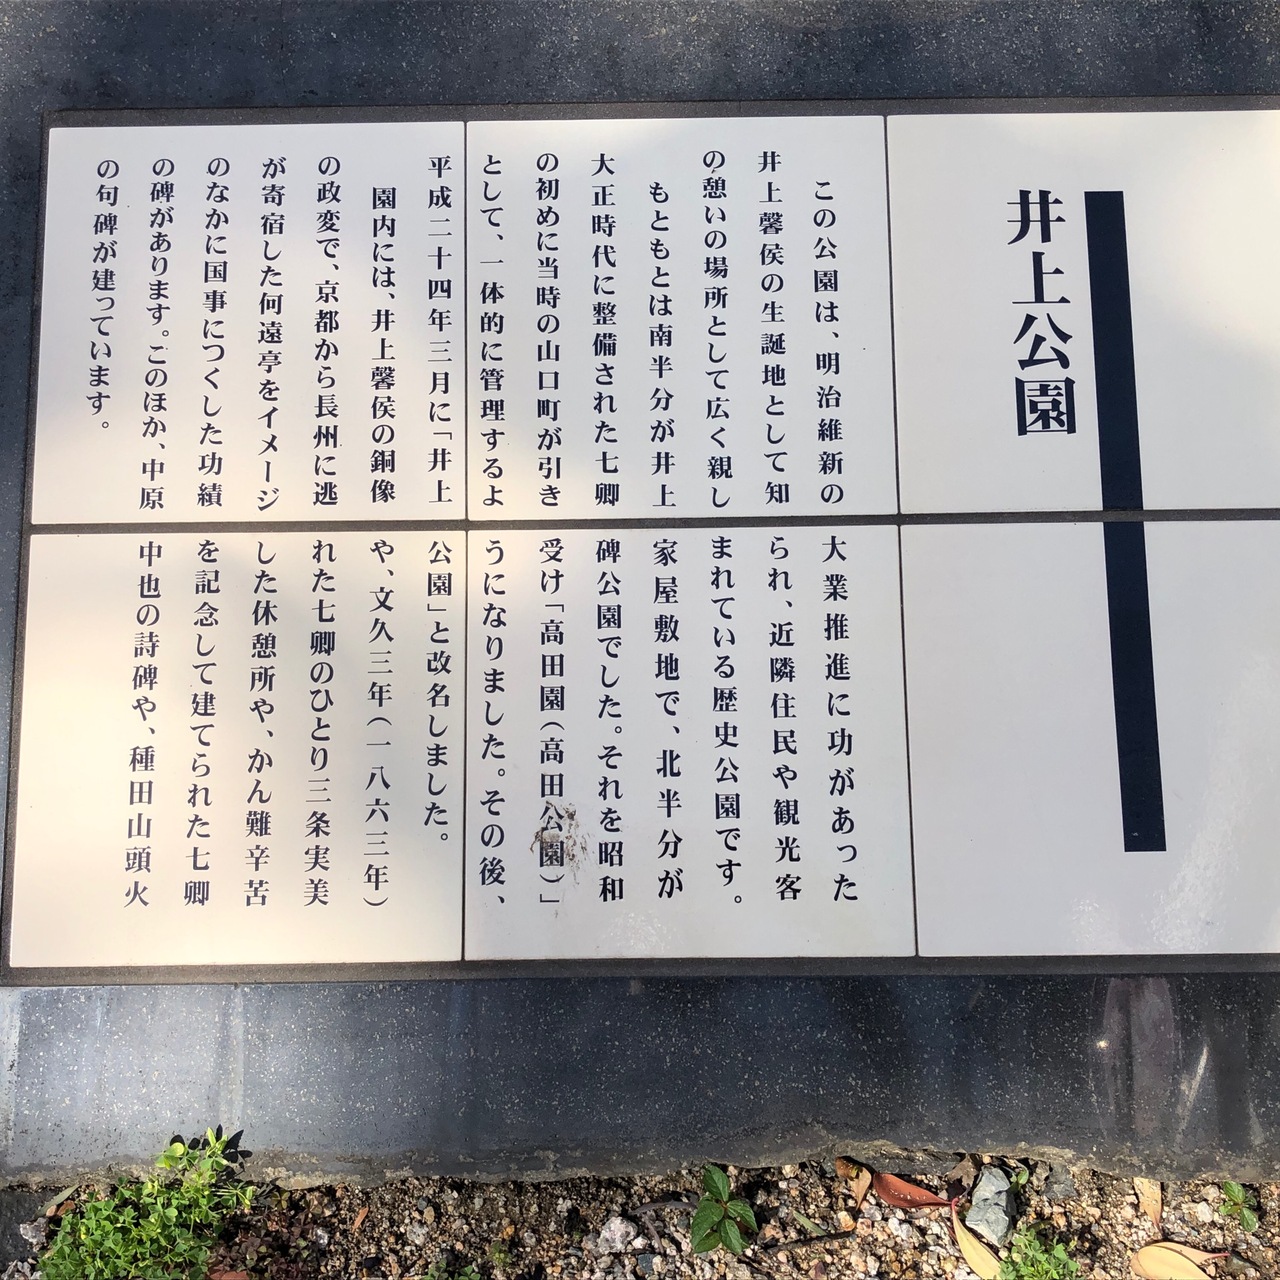 井上公園
この公園は、明治維新の大業推進に功があった
井上馨侯の生誕地として知られ、近隣住民や観光客
の憩いの場所として広く親しまれている歴史公園です。
もともとは南半分が井上家屋敷地で、北半分が
大正時代に整備された七卿碑公園でした。それを昭和
の初めに当時の山口町が引き受け「高田園(高田公園)」
として、一体的に管理するようになりました。その後、
平成二十四年三月に「井上公園」と改名しました。
園内には、井上馨侯の銅像や、文久三年(一八六三年)
の政変で、京都から長州に逃れた七卿のひとり三条実美
が寄宿した何遠亭をイメージした休憩所や、かん難辛苦
のなかに国事につくした功績を記念して建てられた七卿
の碑があります。このほか、中原中也の詩碑や、種田山頭火
の句碑が建っています。